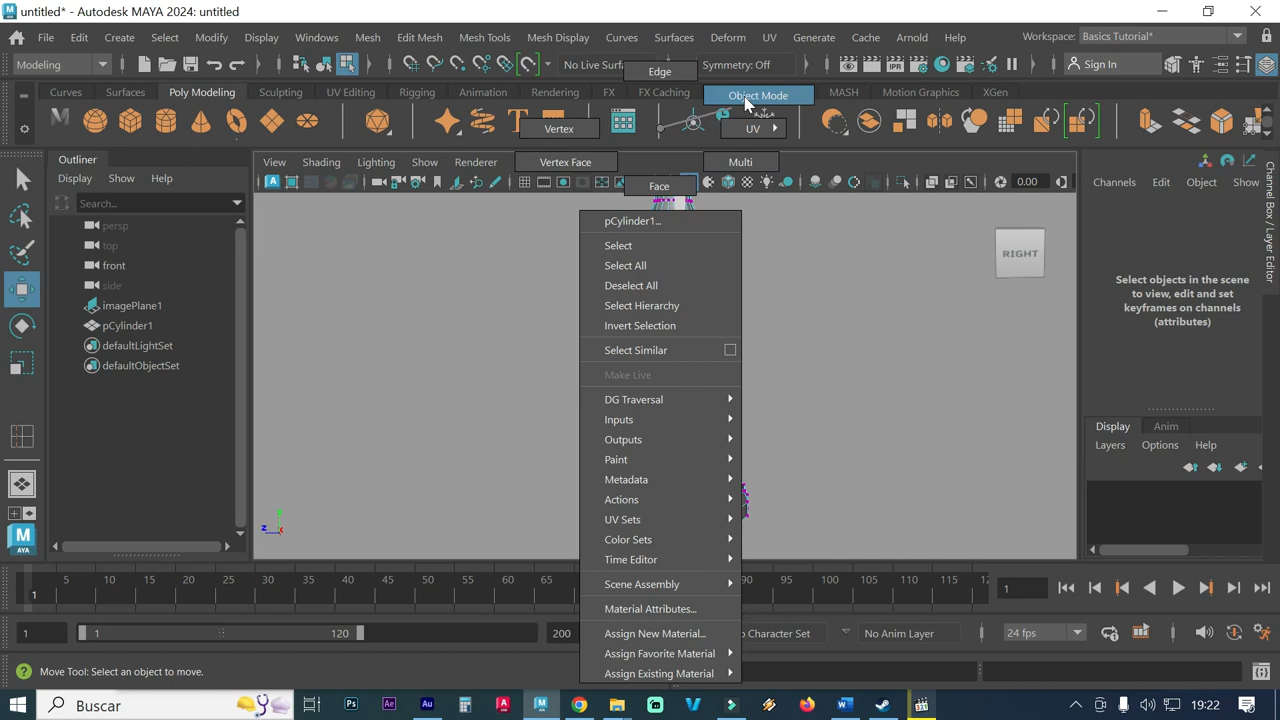 untitled* - Autodesk MAYA 2024: untitled
File Edit Create Select Modify Display Windows Mesh Edit Mesh Mesh Tools Mesh Display Curves Surfaces Deform UV Generate Cache Arnold Help Workspace: Basics Tutorial*
Modeling No Live Surf Edge Symmetry: Off Sign In
Curves Surfaces Poly Modeling Sculpting UV Editing Rigging Animation Rendering FX FX Caching Object Mode MASH Motion Graphics XGen
Vertex UV
Outliner
View Shading Lighting Show Renderer Vertex Face Multi
Display Show Help
Face 0.00 Channels Edit Object Show
Search...
persp
top
front
side
imagePlane1
pCylinder1
defaultLightSet
defaultObjectSet
pCylinder1...
Select
Select All
Deselect All
Select Hierarchy
Invert Selection
Select Similar
Make Live
DG Traversal
Inputs
Outputs
Paint
Metadata
Actions
UV Sets
Color Sets
Time Editor
Scene Assembly
Material Attributes...
Assign New Material...
Assign Favorite Material
Assign Existing Material
RIGHT
Select objects in the scene
to view, edit and set
keyframes on channels
(attributes)
Channel Box / Layer Editor
Display Anim
Layers Options Help
z y x
5 10 15 20 25 30 35 40 45 50 55 60 65 90 95 100 105 110 115 12
1 1
1 1 120 200 o Character Set No Anim Layer 24 fps
Move Tool: Select an object to move.
Buscar Ps Ae Au A M W 19:22